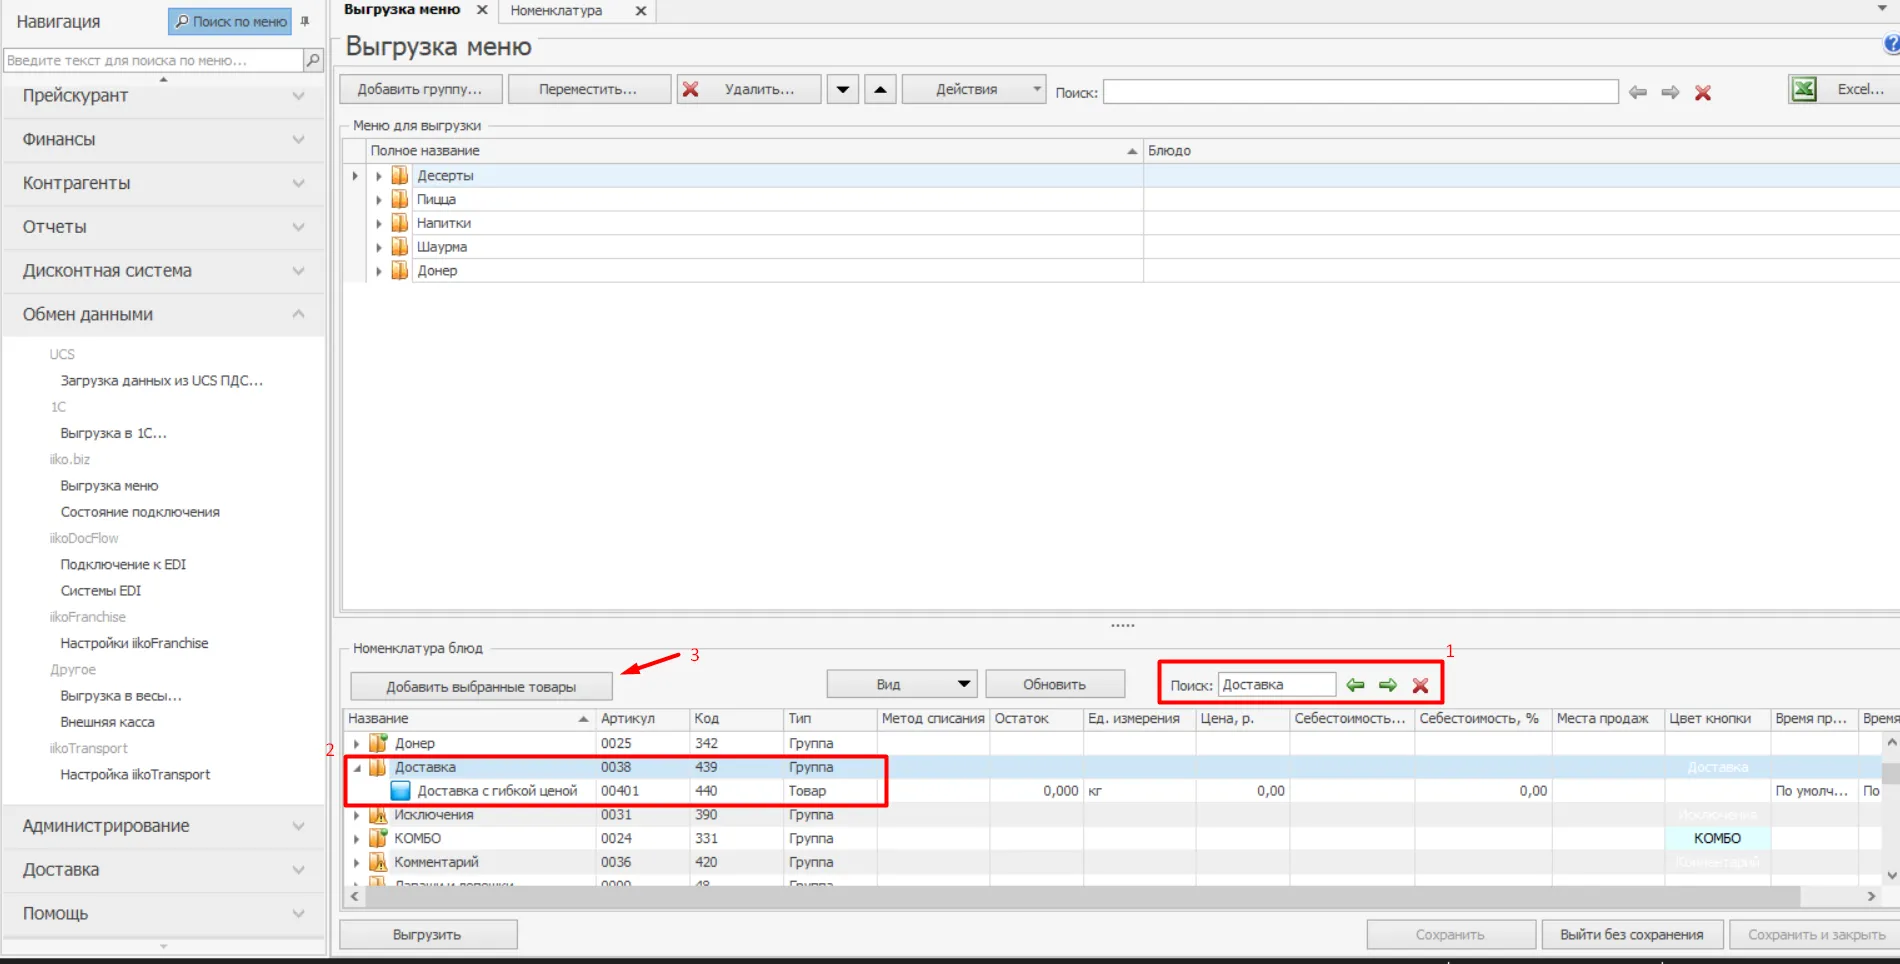 Навигация
Поиск по меню
Введите текст для поиска по меню...
Прейскурант
Финансы
Контрагенты
Отчеты
Дисконтная система
Обмен данными
UCS
Загрузка данных из UCS ПДС...
1C
Выгрузка в 1C...
iiko.biz
Выгрузка меню
Состояние подключения
iikoDocFlow
Подключение к EDI
Системы EDI
iikoFranchise
Настройки iikoFranchise
Другое
Выгрузка в весы...
Внешняя касса
iikoTransport
Настройка iikoTransport
Администрирование
Доставка
Помощь
Выгрузка меню Номенклатура
Выгрузка меню
Добавить группу... Переместить... Удалить... Действия Поиск: Excel...
Меню для выгрузки
Полное название Блюдо
Десерты
Пицца
Напитки
Шаурма
Донер
Номенклатура блюд
3
1
Добавить выбранные товары Вид Обновить Поиск: Доставка
Название Артикул Код Тип Метод списания Остаток Ед. измерения Цена, р. Себестоимость... Себестоимость, % Места продаж Цвет кнопки Время пр... Время
2
Донер 0025 342 Группа
Доставка 0038 439 Группа Доставка
Доставка с гибкой ценой 00401 440 Товар 0,000 кг 0,00 0,00 По умолч... По
Исключения 0031 390 Группа Исключения
КОМБО 0024 331 Группа КОМБО
Комментарий 0036 420 Группа Комментарий
Выгрузить Сохранить Выйти без сохранения Сохранить и закрыть